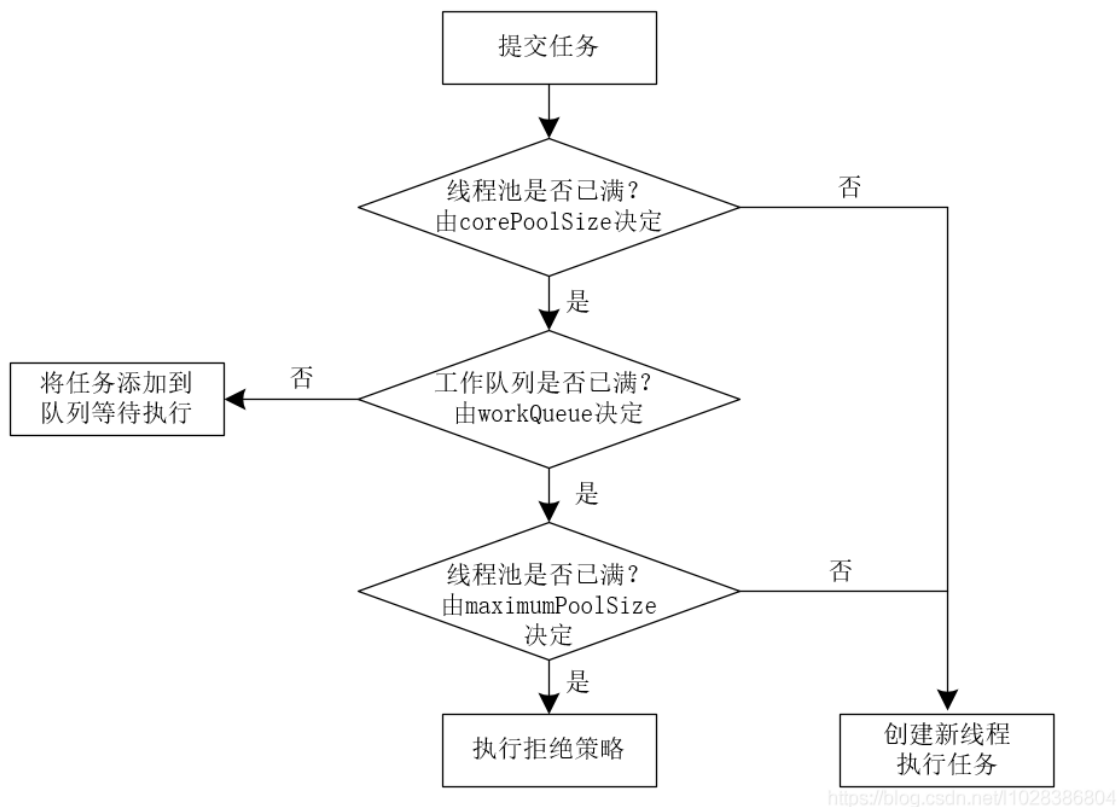 提交任务
线程池是否已满？
由corePoolSize决定
否
是
工作队列是否已满？
由workQueue决定
否
将任务添加到
队列等待执行
是
线程池是否已满？
由maximumPoolSize
决定
否
是
执行拒绝策略
创建新线程
执行任务
https://blog.csdn.net/l1028386804